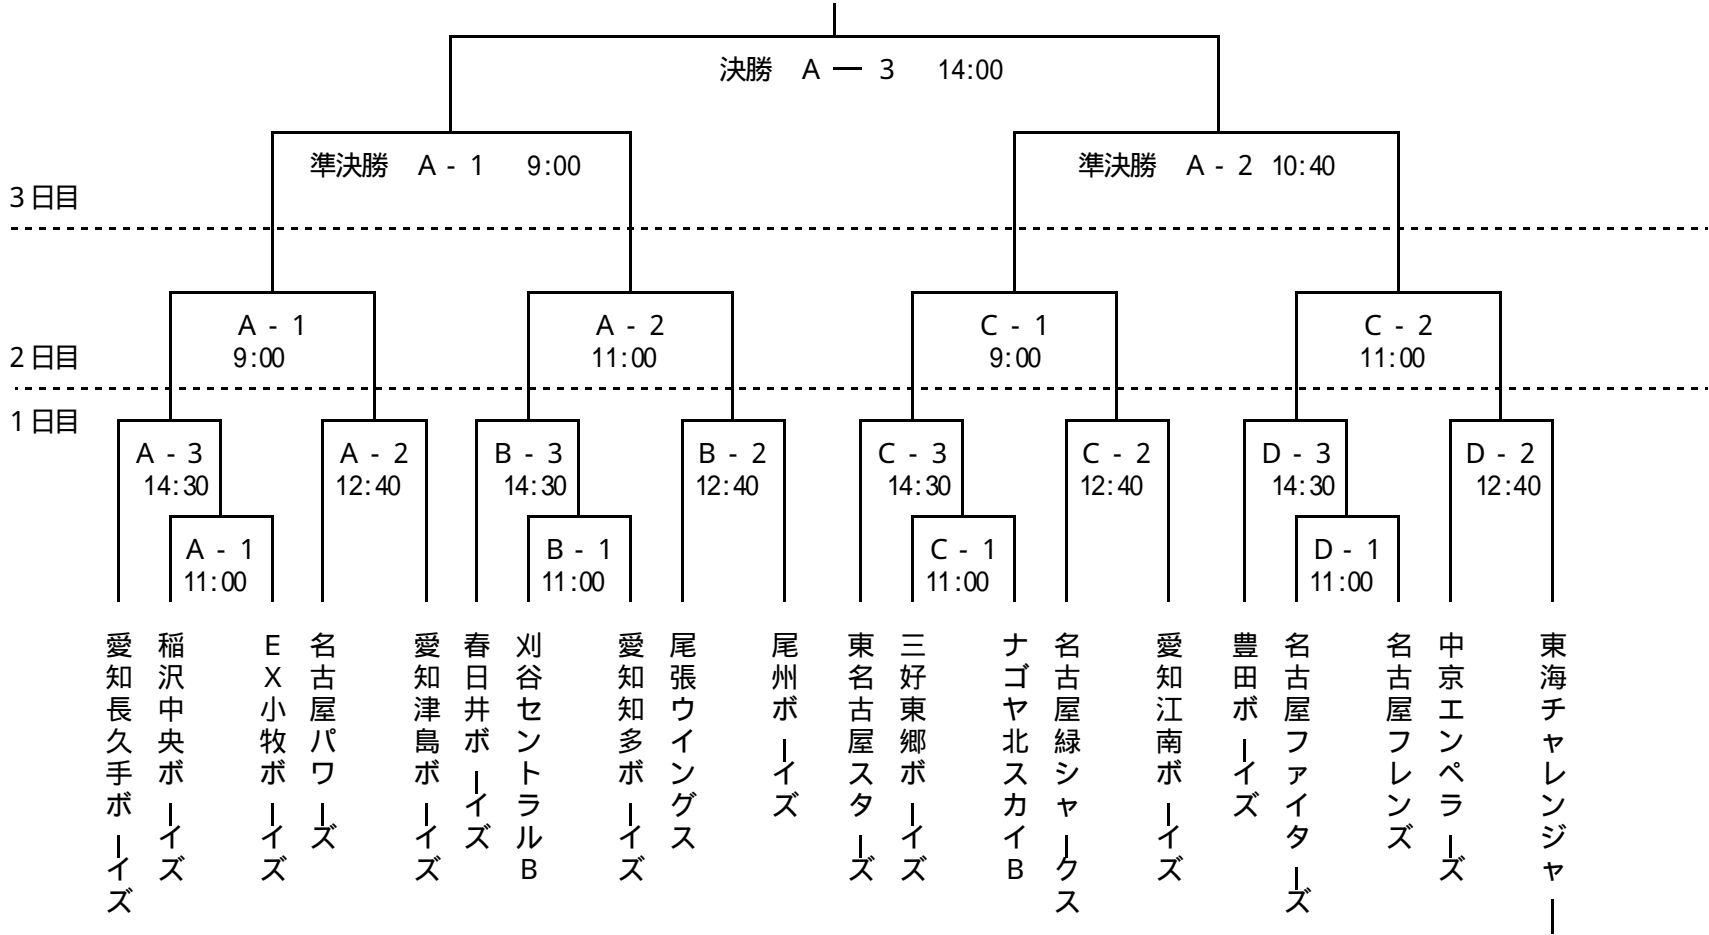 決勝 A ー 3 14:00
準決勝 A - 1 9:00
準決勝 A - 2 10:40
3日目
A - 1
9:00
A - 2
11:00
C - 1
9:00
C - 2
11:00
2日目
1日目
A - 3
14:30
A - 2
12:40
B - 3
14:30
B - 2
12:40
C - 3
14:30
C - 2
12:40
D - 3
14:30
D - 2
12:40
A - 1
11:00
B - 1
11:00
C - 1
11:00
D - 1
11:00
愛知長久手ボーイズ
稲沢中央ボーイズ
EX小牧ボーイズ
名古屋パワーズ
愛知津島ボーイズ
春日井ボーイズ
刈谷セントラルB
愛知知多ボーイズ
尾張ウイングス
尾州ボーイズ
東名古屋スターズ
三好東郷ボーイズ
ナゴヤ北スカイB
名古屋緑シャークス
愛知江南ボーイズ
豊田ボーイズ
名古屋ファイターズ
名古屋フレンズ
中京エンペラーズ
東海チャレンジャー